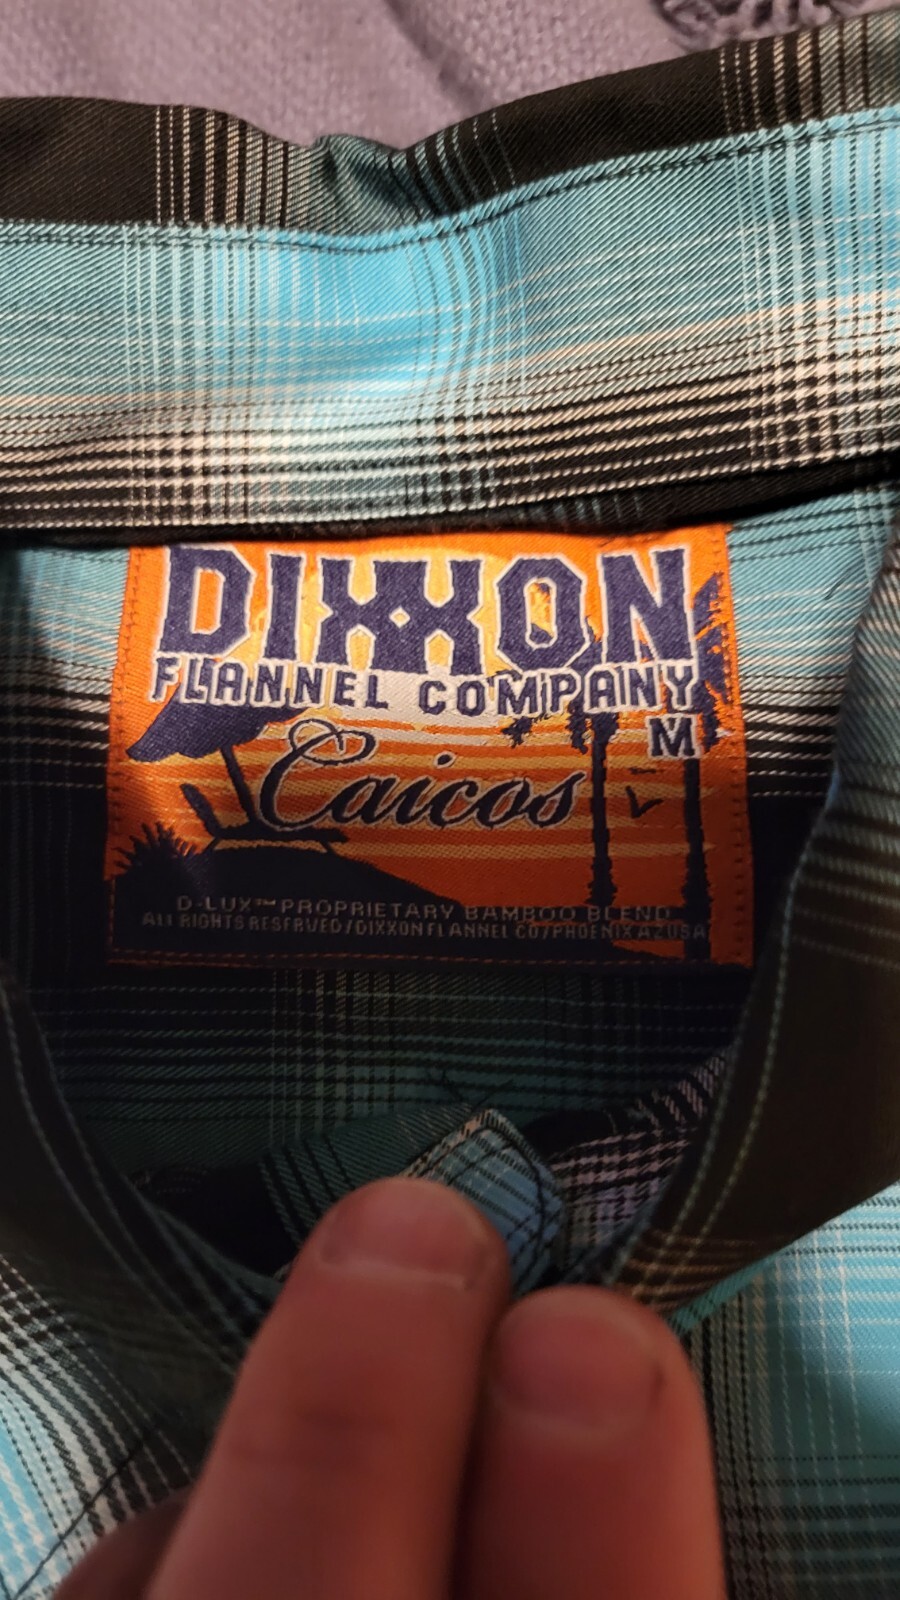 DIXXON
FLANNEL COMPANY
M
Caicos
D-LUX™ PROPRIETARY BAMBOO BLEND
ALL RIGHTS RESERVED/DIXXON FLANNEL CO/PHOENIX AZ USA